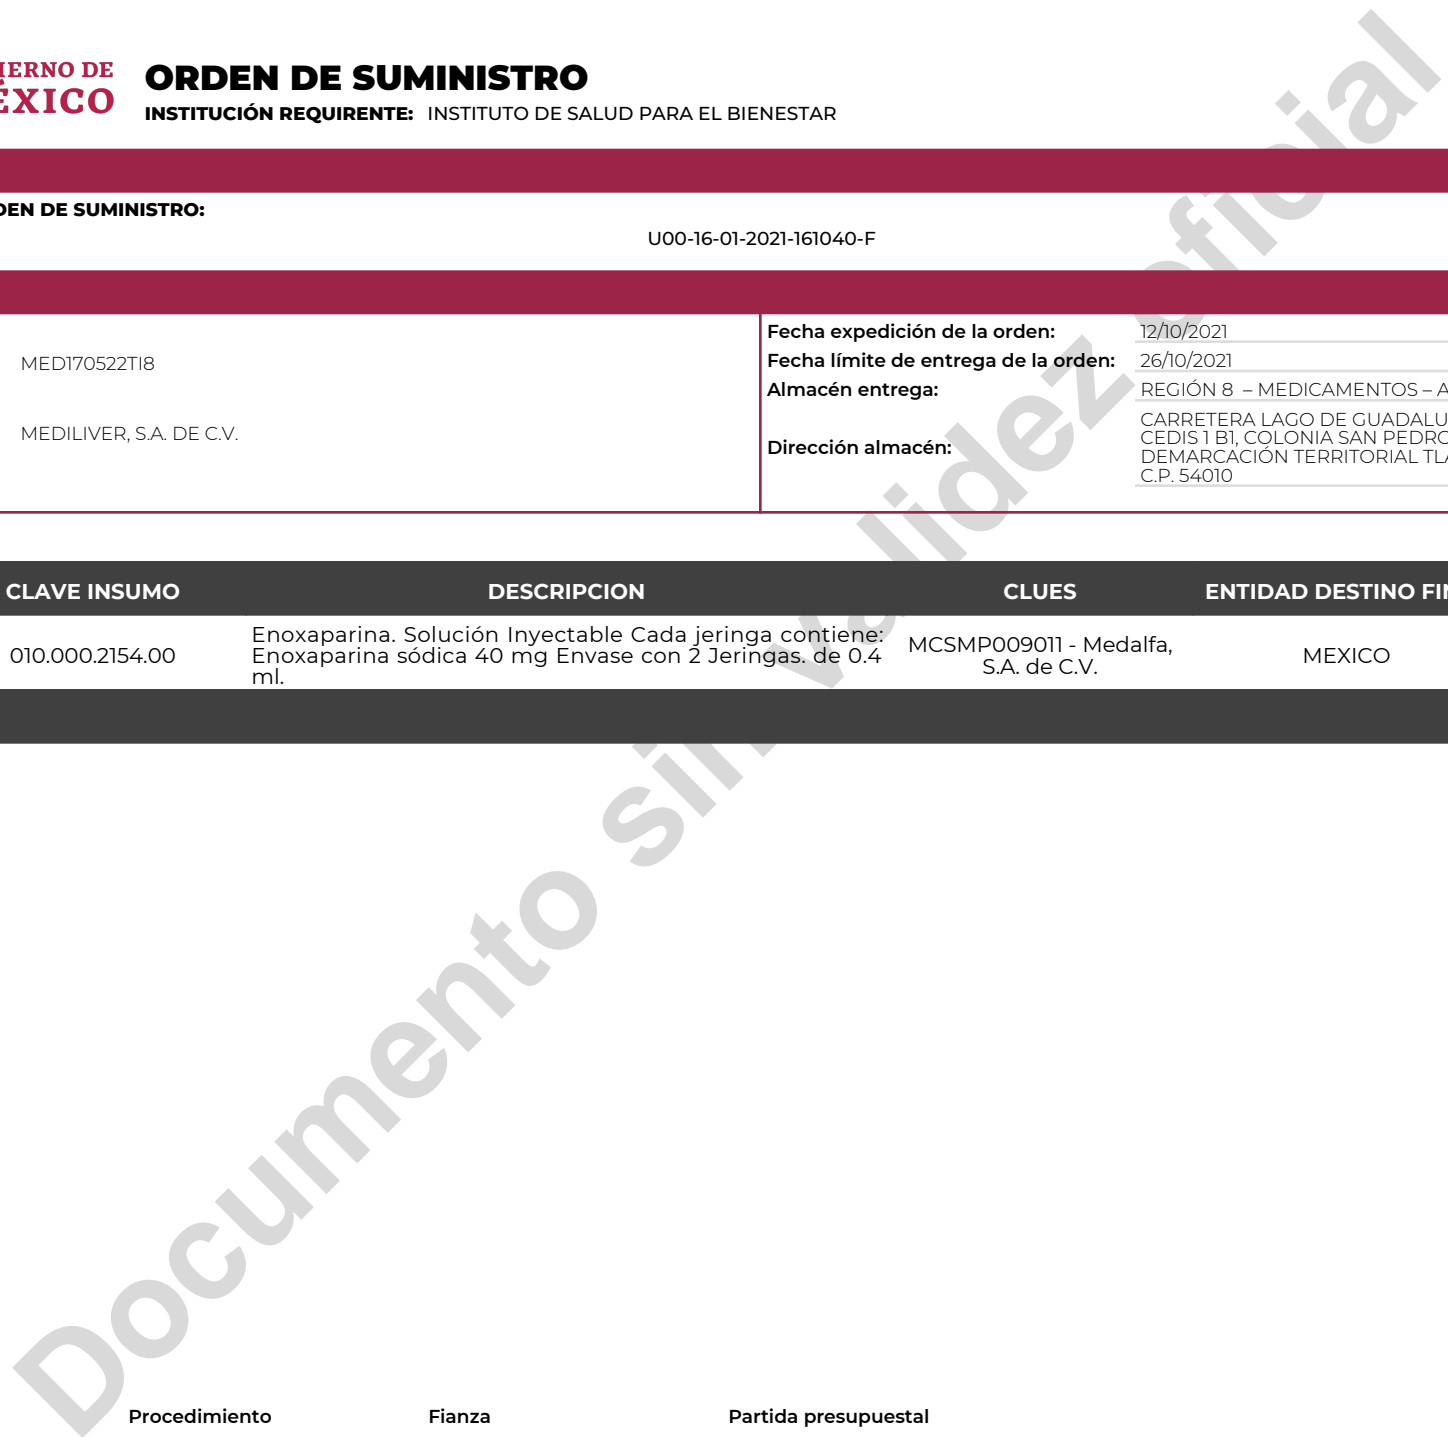 IERNO DE
ÉXICO
ORDEN DE SUMINISTRO
INSTITUCIÓN REQUIRENTE: INSTITUTO DE SALUD PARA EL BIENESTAR
DEN DE SUMINISTRO:
U00-16-01-2021-161040-F
MED170522TI8
MEDILIVER, S.A. DE C.V.
Fecha expedición de la orden: 12/10/2021
Fecha límite de entrega de la orden: 26/10/2021
Almacén entrega: REGIÓN 8 – MEDICAMENTOS – A
Dirección almacén:
CARRETERA LAGO DE GUADALU
CEDIS 1 B1, COLONIA SAN PEDRO
DEMARCACIÓN TERRITORIAL TLA
C.P. 54010
CLAVE INSUMO DESCRIPCION CLUES ENTIDAD DESTINO FIN
010.000.2154.00
Enoxaparina. Solución Inyectable Cada jeringa contiene:
Enoxaparina sódica 40 mg Envase con 2 Jeringas. de 0.4
ml.
MCSMP009011 - Medalfa,
S.A. de C.V.
MEXICO
Documento sin validez oficial
Procedimiento Fianza Partida presupuestal